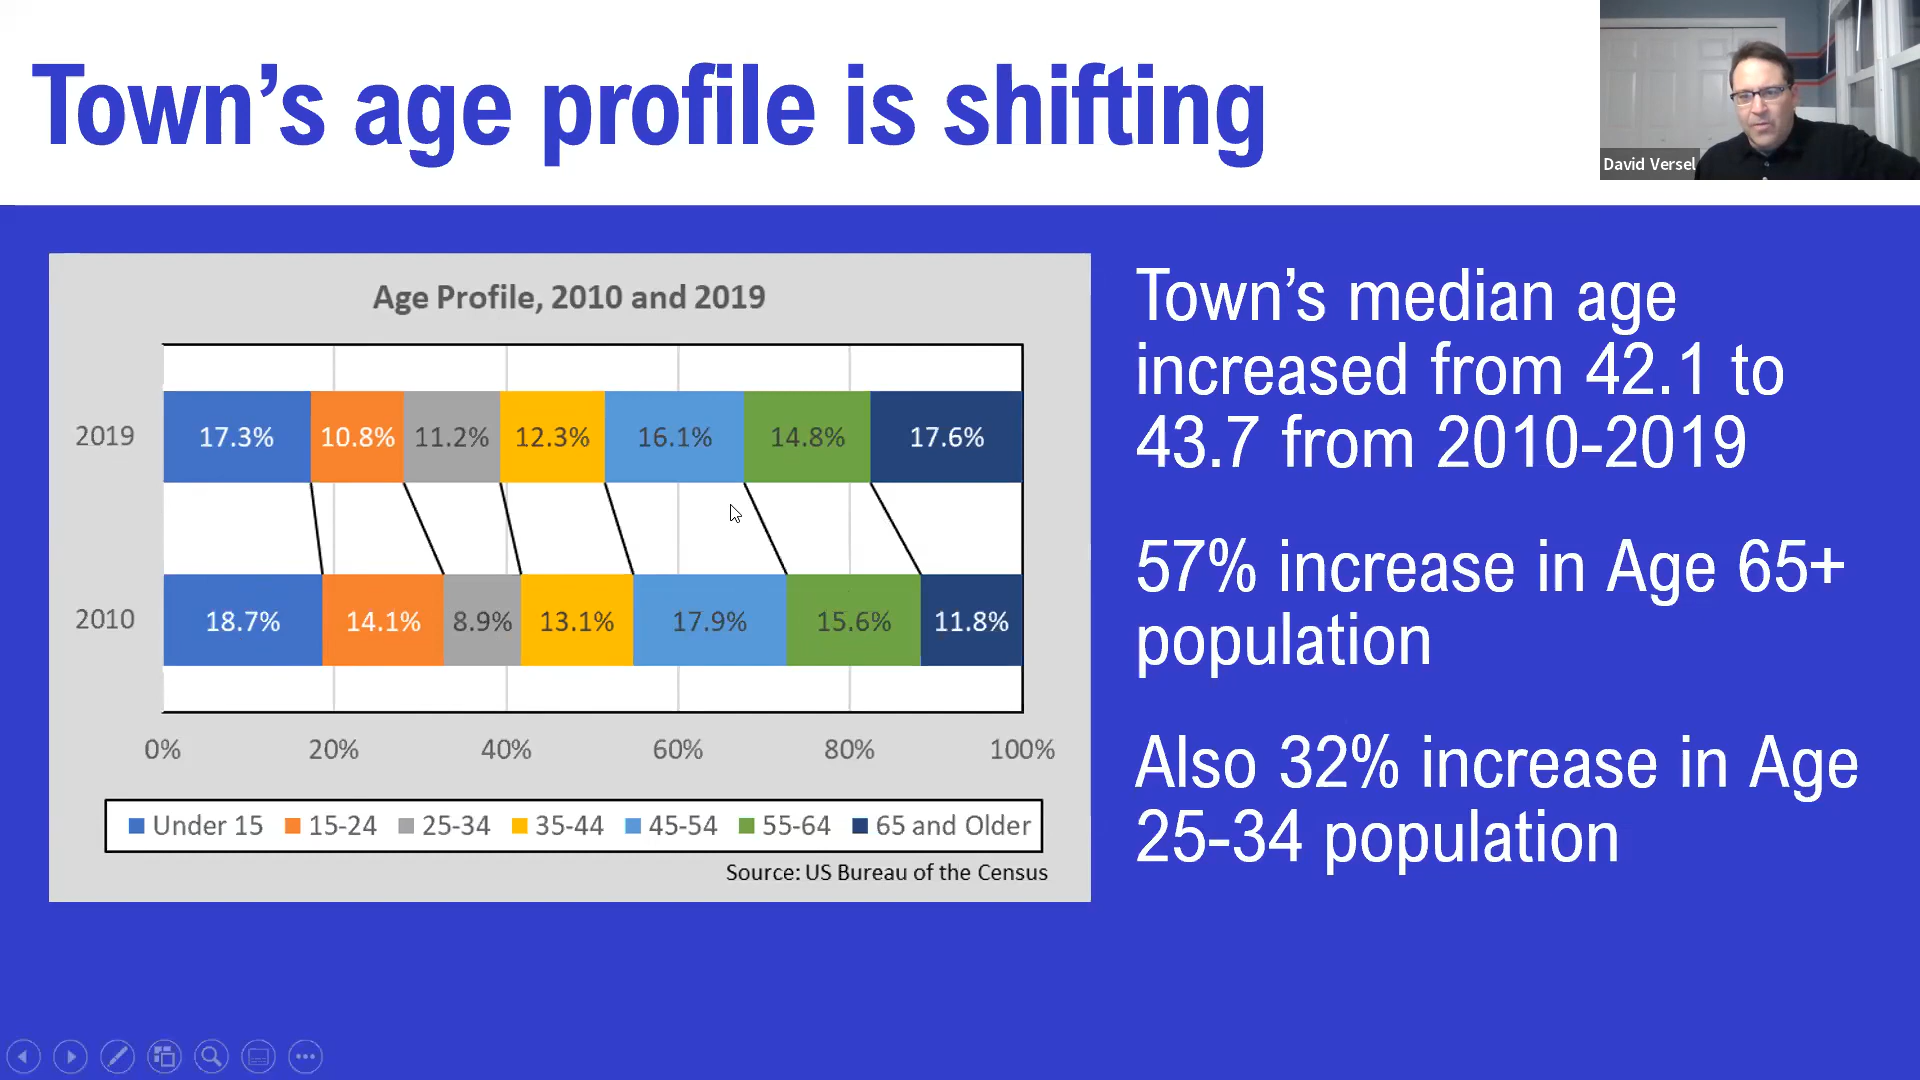 Town's age profile is shifting
David Versel
Age Profile, 2010 and 2019
2019
17.3% 10.8% 11.2% 12.3% 16.1% 14.8% 17.6%
2010
18.7% 14.1% 8.9% 13.1% 17.9% 15.6% 11.8%
0% 20% 40% 60% 80% 100%
Under 15 15-24 25-34 35-44 45-54 55-64 65 and Older
Source: US Bureau of the Census
Town's median age
increased from 42.1 to
43.7 from 2010-2019
57% increase in Age 65+
population
Also 32% increase in Age
25-34 population